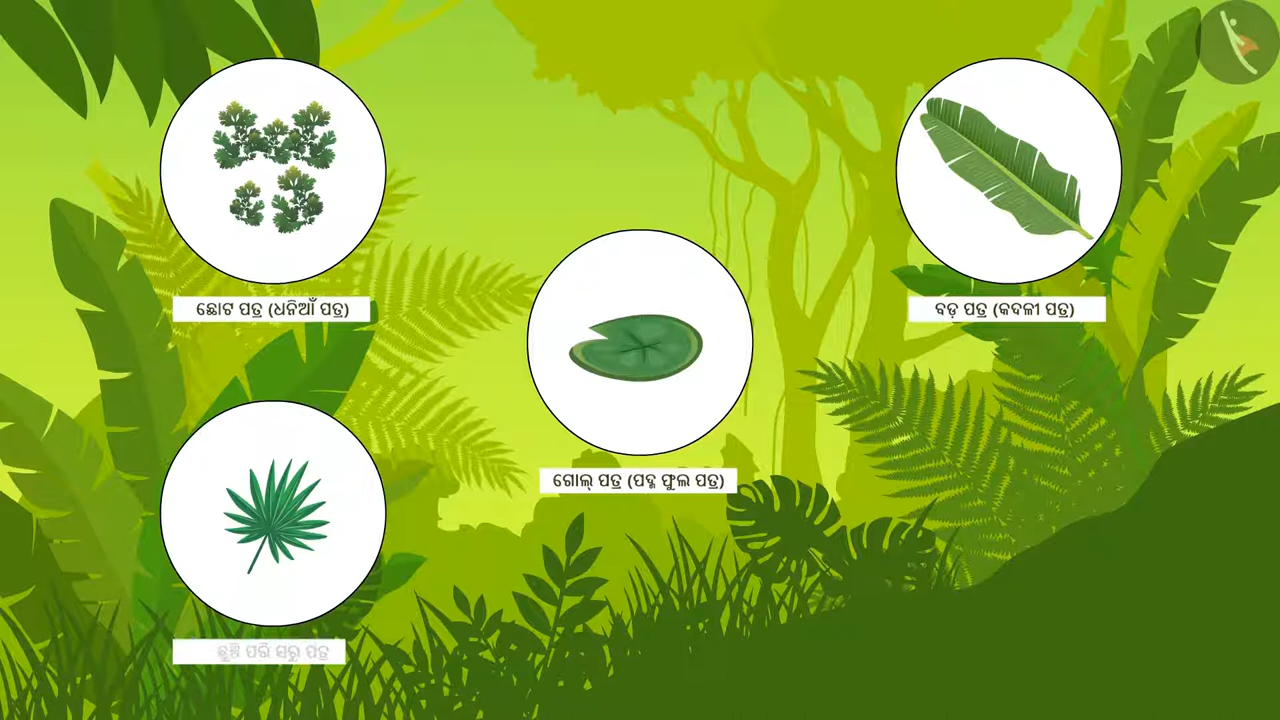 ଛୋଟ ପତ୍ର (ଧନିଆଁ ପତ୍ର)
ବଡ଼ ପତ୍ର (କଦଳୀ ପତ୍ର)
ଗୋଲ୍ ପତ୍ର (ପଦ୍ମ ଫୁଲ ପତ୍ର)
ଛୁଞ୍ଚି ପରି ସରୁ ପତ୍ର